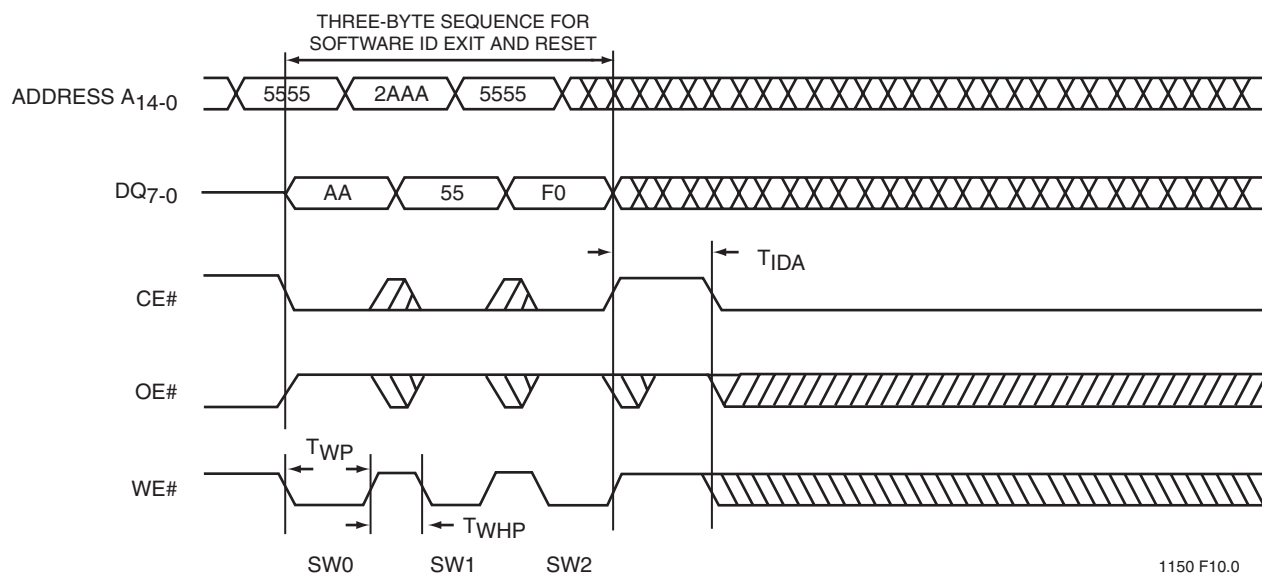 THREE-BYTE SEQUENCE FOR
SOFTWARE ID EXIT AND RESET
ADDRESS A14-0
5555 2AAA 5555
DQ7-0
AA 55 F0
TIDA
CE#
OE#
TWP
WE#
TWHP
SW0 SW1 SW2
1150 F10.0